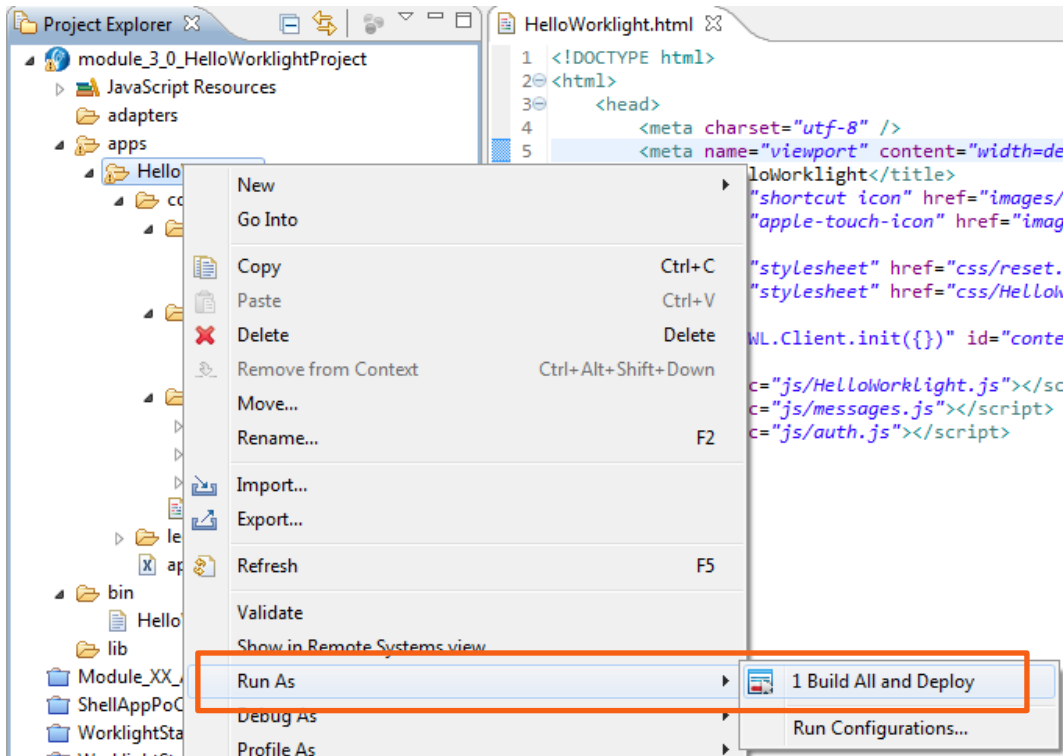 Project Explorer
module_3_0_HelloWorklightProject
JavaScript Resources
adapters
apps
Hello
bin
Hello
lib
Module_XX_
ShellAppPoC
WorklightSta
New
Go Into
Copy Ctrl+C
Paste Ctrl+V
Delete Delete
Remove from Context Ctrl+Alt+Shift+Down
Move...
Rename... F2
Import...
Export...
Refresh F5
Validate
Show in Remote Systems view
Run As
Debug As
Profile As
1 Build All and Deploy
Run Configurations...
HelloWorklight.html
1 <!DOCTYPE html>
2 <html>
3 <head>
4 <meta charset="utf-8" />
5 <meta name="viewport" content="width=de
loWorklight</title>
"shortcut icon" href="images/
"apple-touch-icon" href="imag
"stylesheet" href="css/reset.
"stylesheet" href="css/HelloW
WL.Client.init({})" id="conte
c="js/HelloWorklight.js"></sc
c="js/messages.js"></script>
c="js/auth.js"></script>